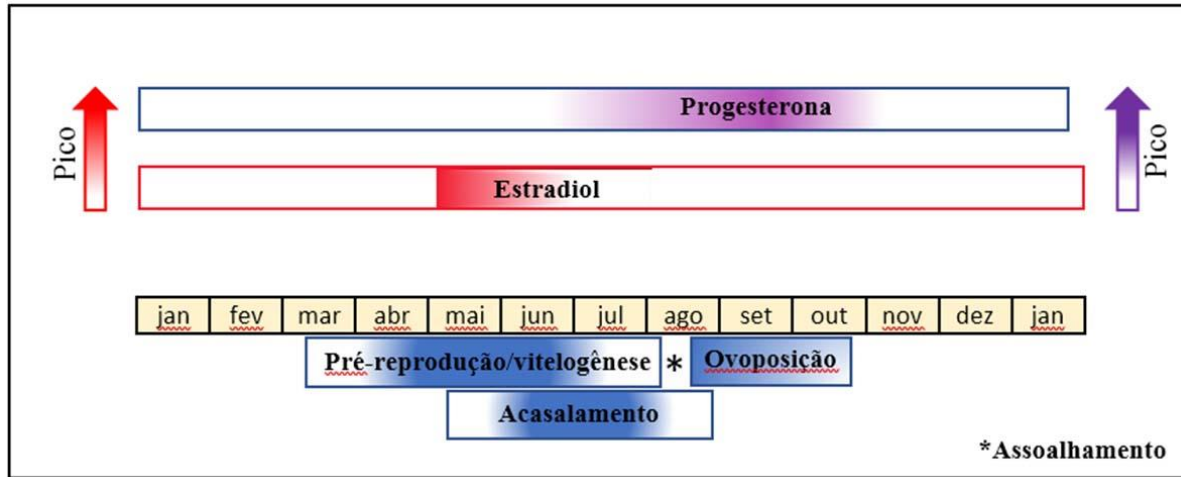 Progesterona
Pico
Pico
Estradiol
jan fev mar abr mai jun jul ago set out nov dez jan
Pré-reprodução/vitelogênese * Ovoposição
Acasalamento
*Assoalhamento